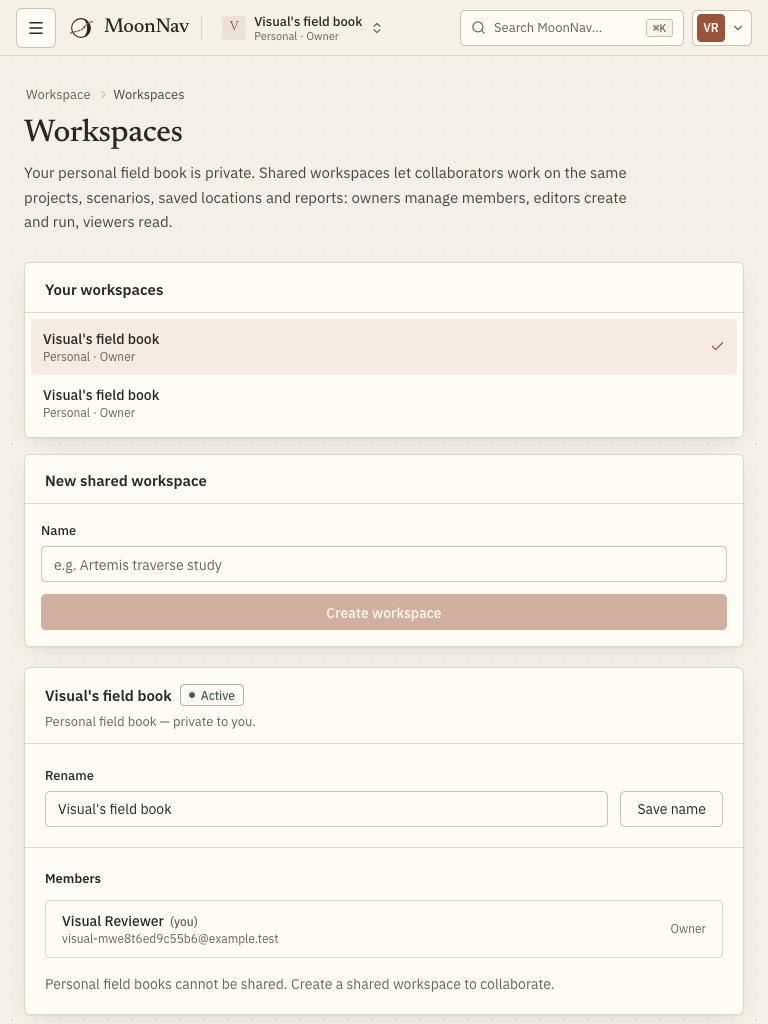 MoonNav
V
Visual's field book
Personal · Owner
Search MoonNav...
⌘K
VR
Workspace
Workspaces
Workspaces
Your personal field book is private. Shared workspaces let collaborators work on the same
projects, scenarios, saved locations and reports: owners manage members, editors create
and run, viewers read.
Your workspaces
Visual's field book
Personal · Owner
Visual's field book
Personal · Owner
New shared workspace
Name
e.g. Artemis traverse study
Create workspace
Visual's field book
Active
Personal field book — private to you.
Rename
Visual's field book
Save name
Members
Visual Reviewer (you)
visual-mwe8t6ed9c55b6@example.test
Owner
Personal field books cannot be shared. Create a shared workspace to collaborate.